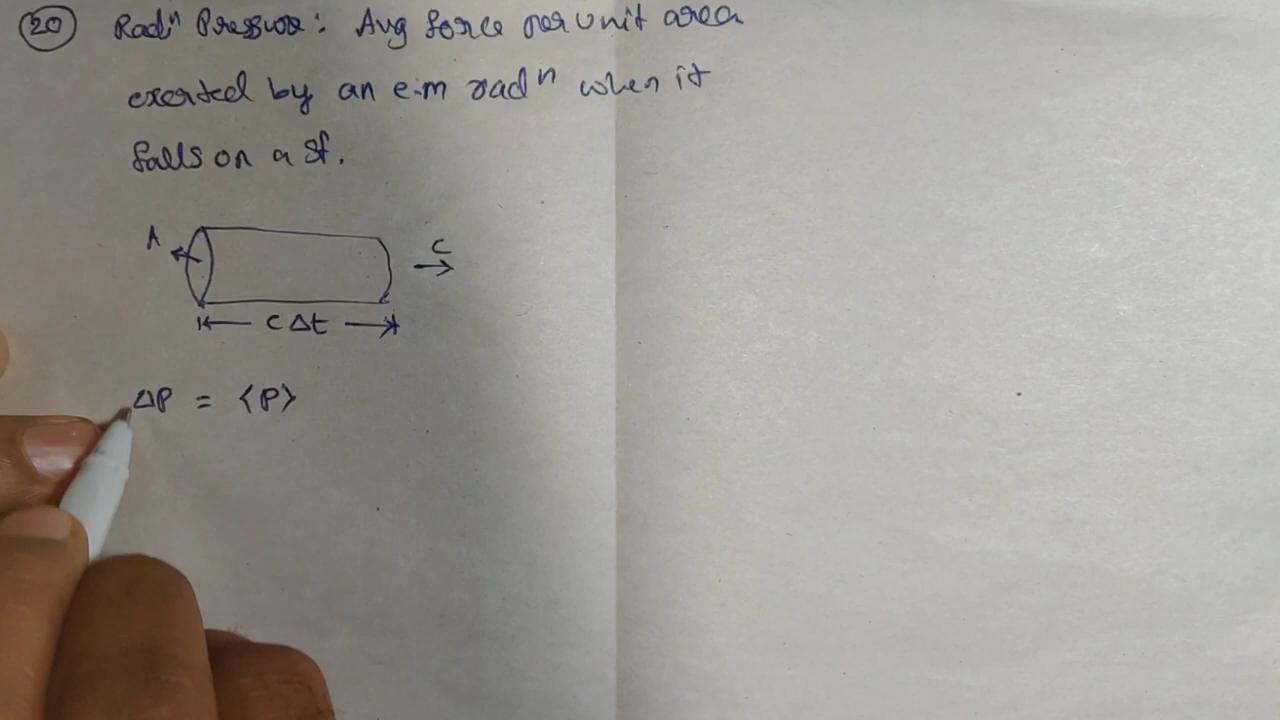 20 Radⁿ Pressure: Avg force per unit area
exerted by an e.m radⁿ when it
falls on a sf.
A
c
c Δt
ΔP = ⟨P⟩